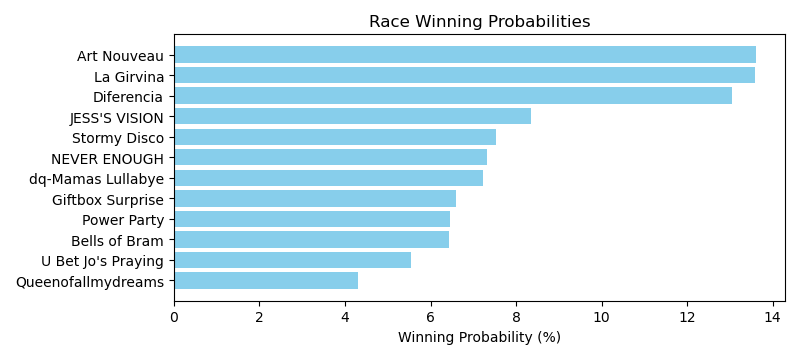 Race Winning Probabilities
Art Nouveau
La Girvina
Diferencia
JESS'S VISION
Stormy Disco
NEVER ENOUGH
dq-Mamas Lullabye
Giftbox Surprise
Power Party
Bells of Bram
U Bet Jo's Praying
Queenofallmydreams
0 2 4 6 8 10 12 14
Winning Probability (%)